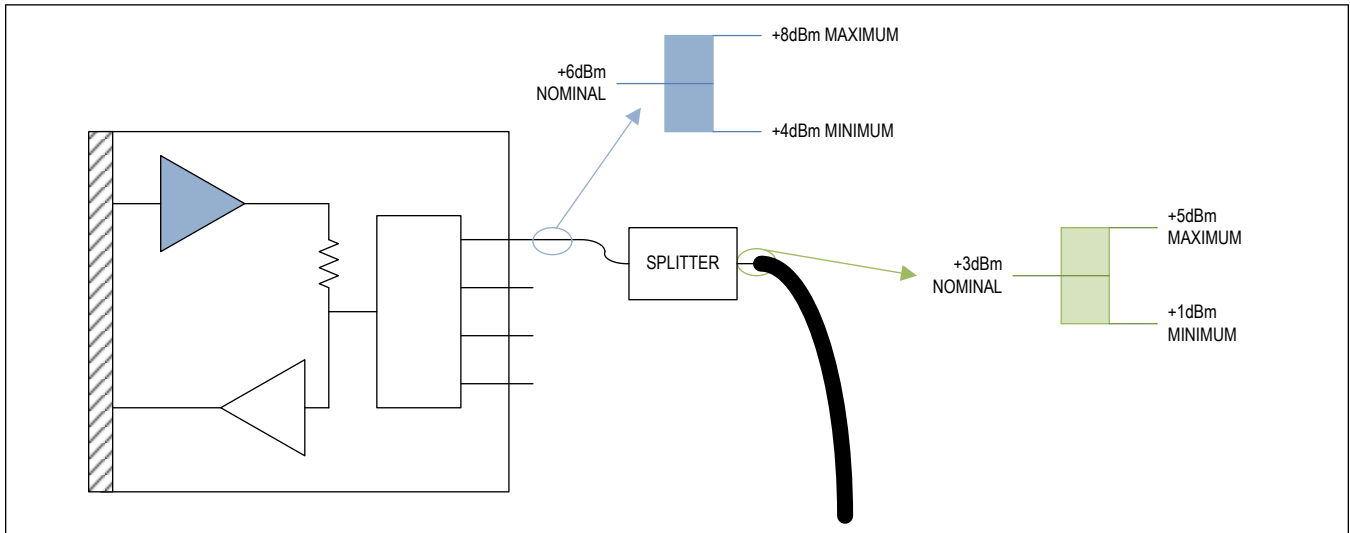 +8dBm MAXIMUM
+6dBm
NOMINAL
+4dBm MINIMUM
SPLITTER
+5dBm
MAXIMUM
+3dBm
NOMINAL
+1dBm
MINIMUM